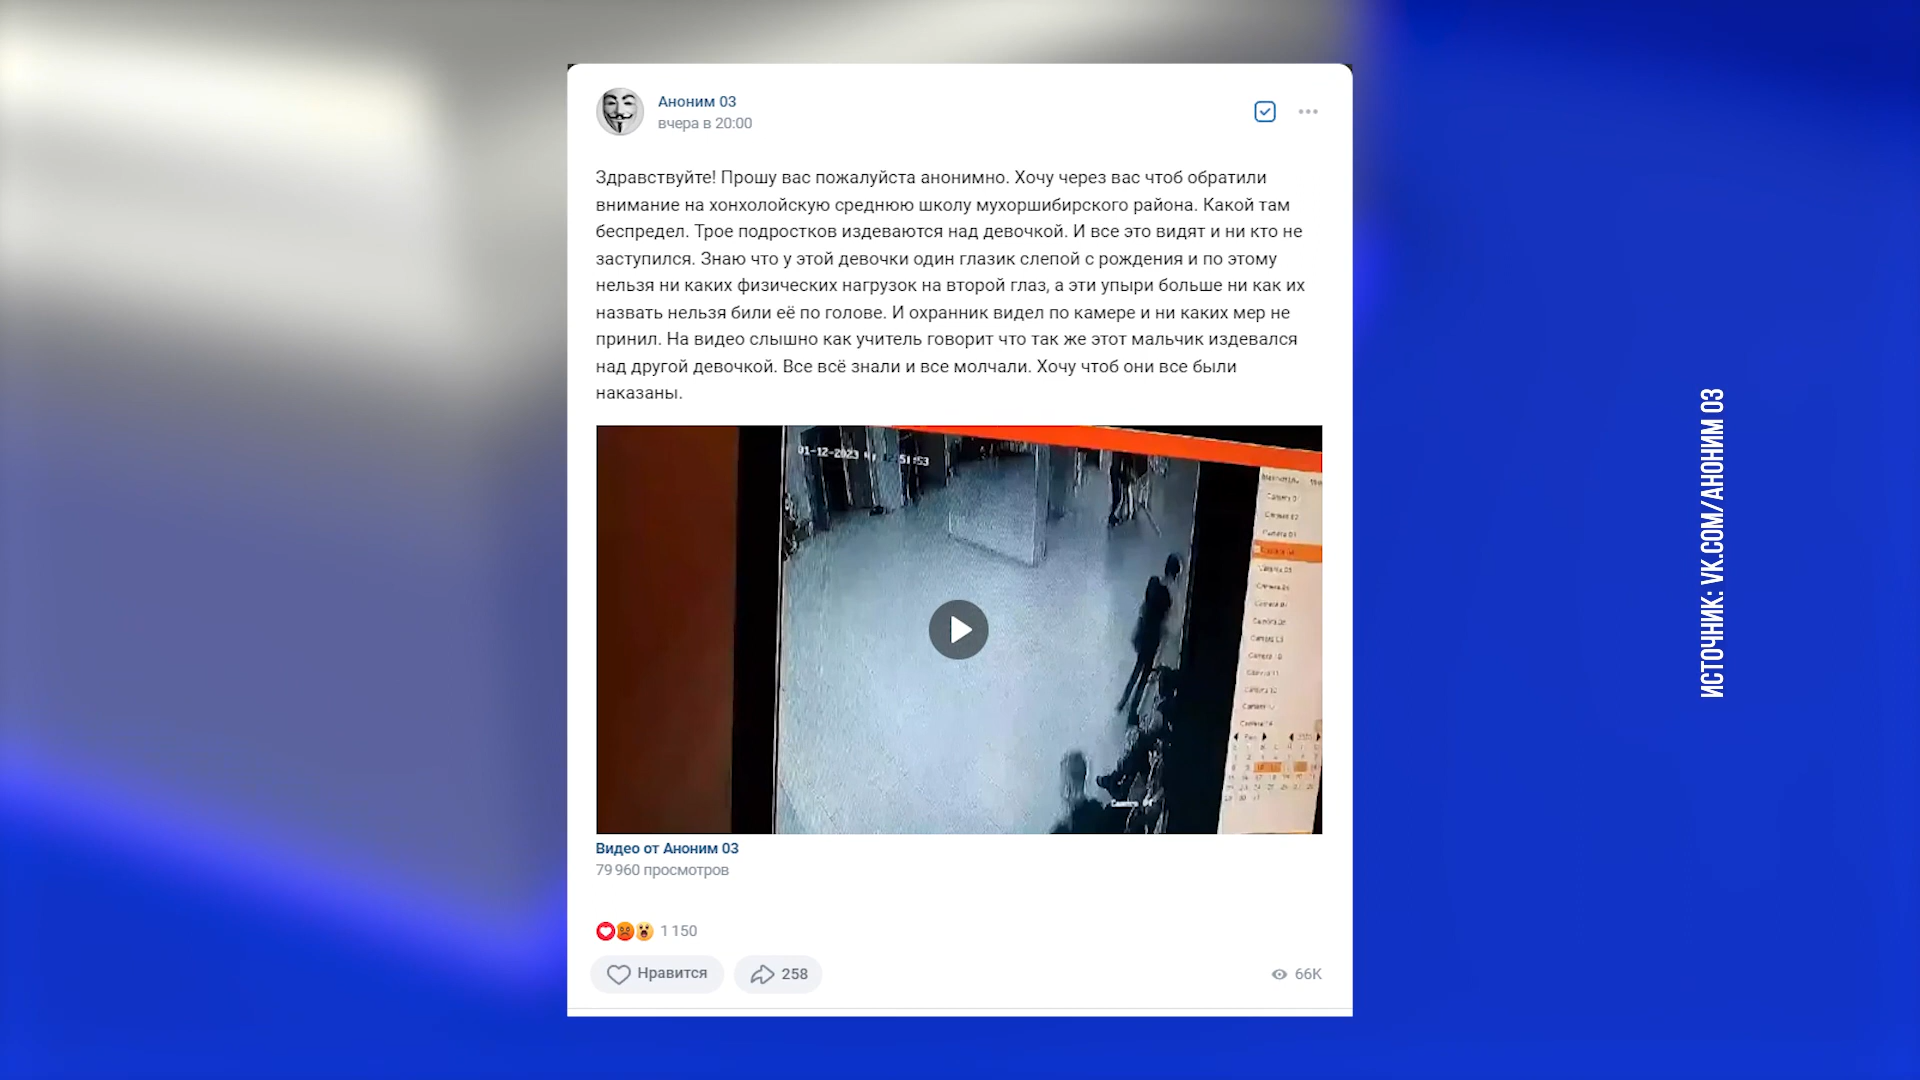 Аноним 03
вчера в 20:00
Здравствуйте! Прошу вас пожалуйста анонимно. Хочу через вас чтоб обратили
внимание на хонхолойскую среднюю школу мухоршибирского района. Какой там
беспредел. Трое подростков издеваются над девочкой. И все это видят и ни кто не
заступился. Знаю что у этой девочки один глазик слепой с рождения и по этому
нельзя ни каких физических нагрузок на второй глаз, а эти упыри больше ни как их
назвать нельзя били её по голове. И охранник видел по камере и ни каких мер не
принил. На видео слышно как учитель говорит что так же этот мальчик издевался
над другой девочкой. Все всё знали и все молчали. Хочу чтоб они все были
наказаны.
01-12-2023
51:53
Видео от Аноним 03
79 960 просмотров
1 150
Нравится
258
66K
ИСТОЧНИК: VK.COM/АНОНИМ 03